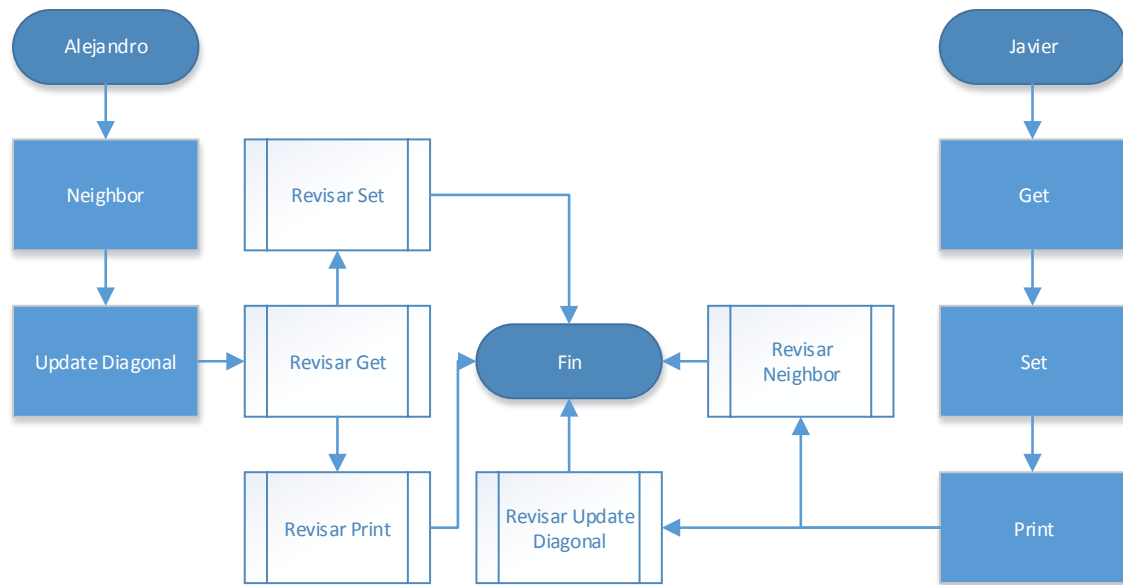 Alejandro
Javier
Neighbor
Revisar Set
Get
Update Diagonal
Revisar Get
Fin
Revisar
Neighbor
Set
Revisar Print
Revisar Update
Diagonal
Print